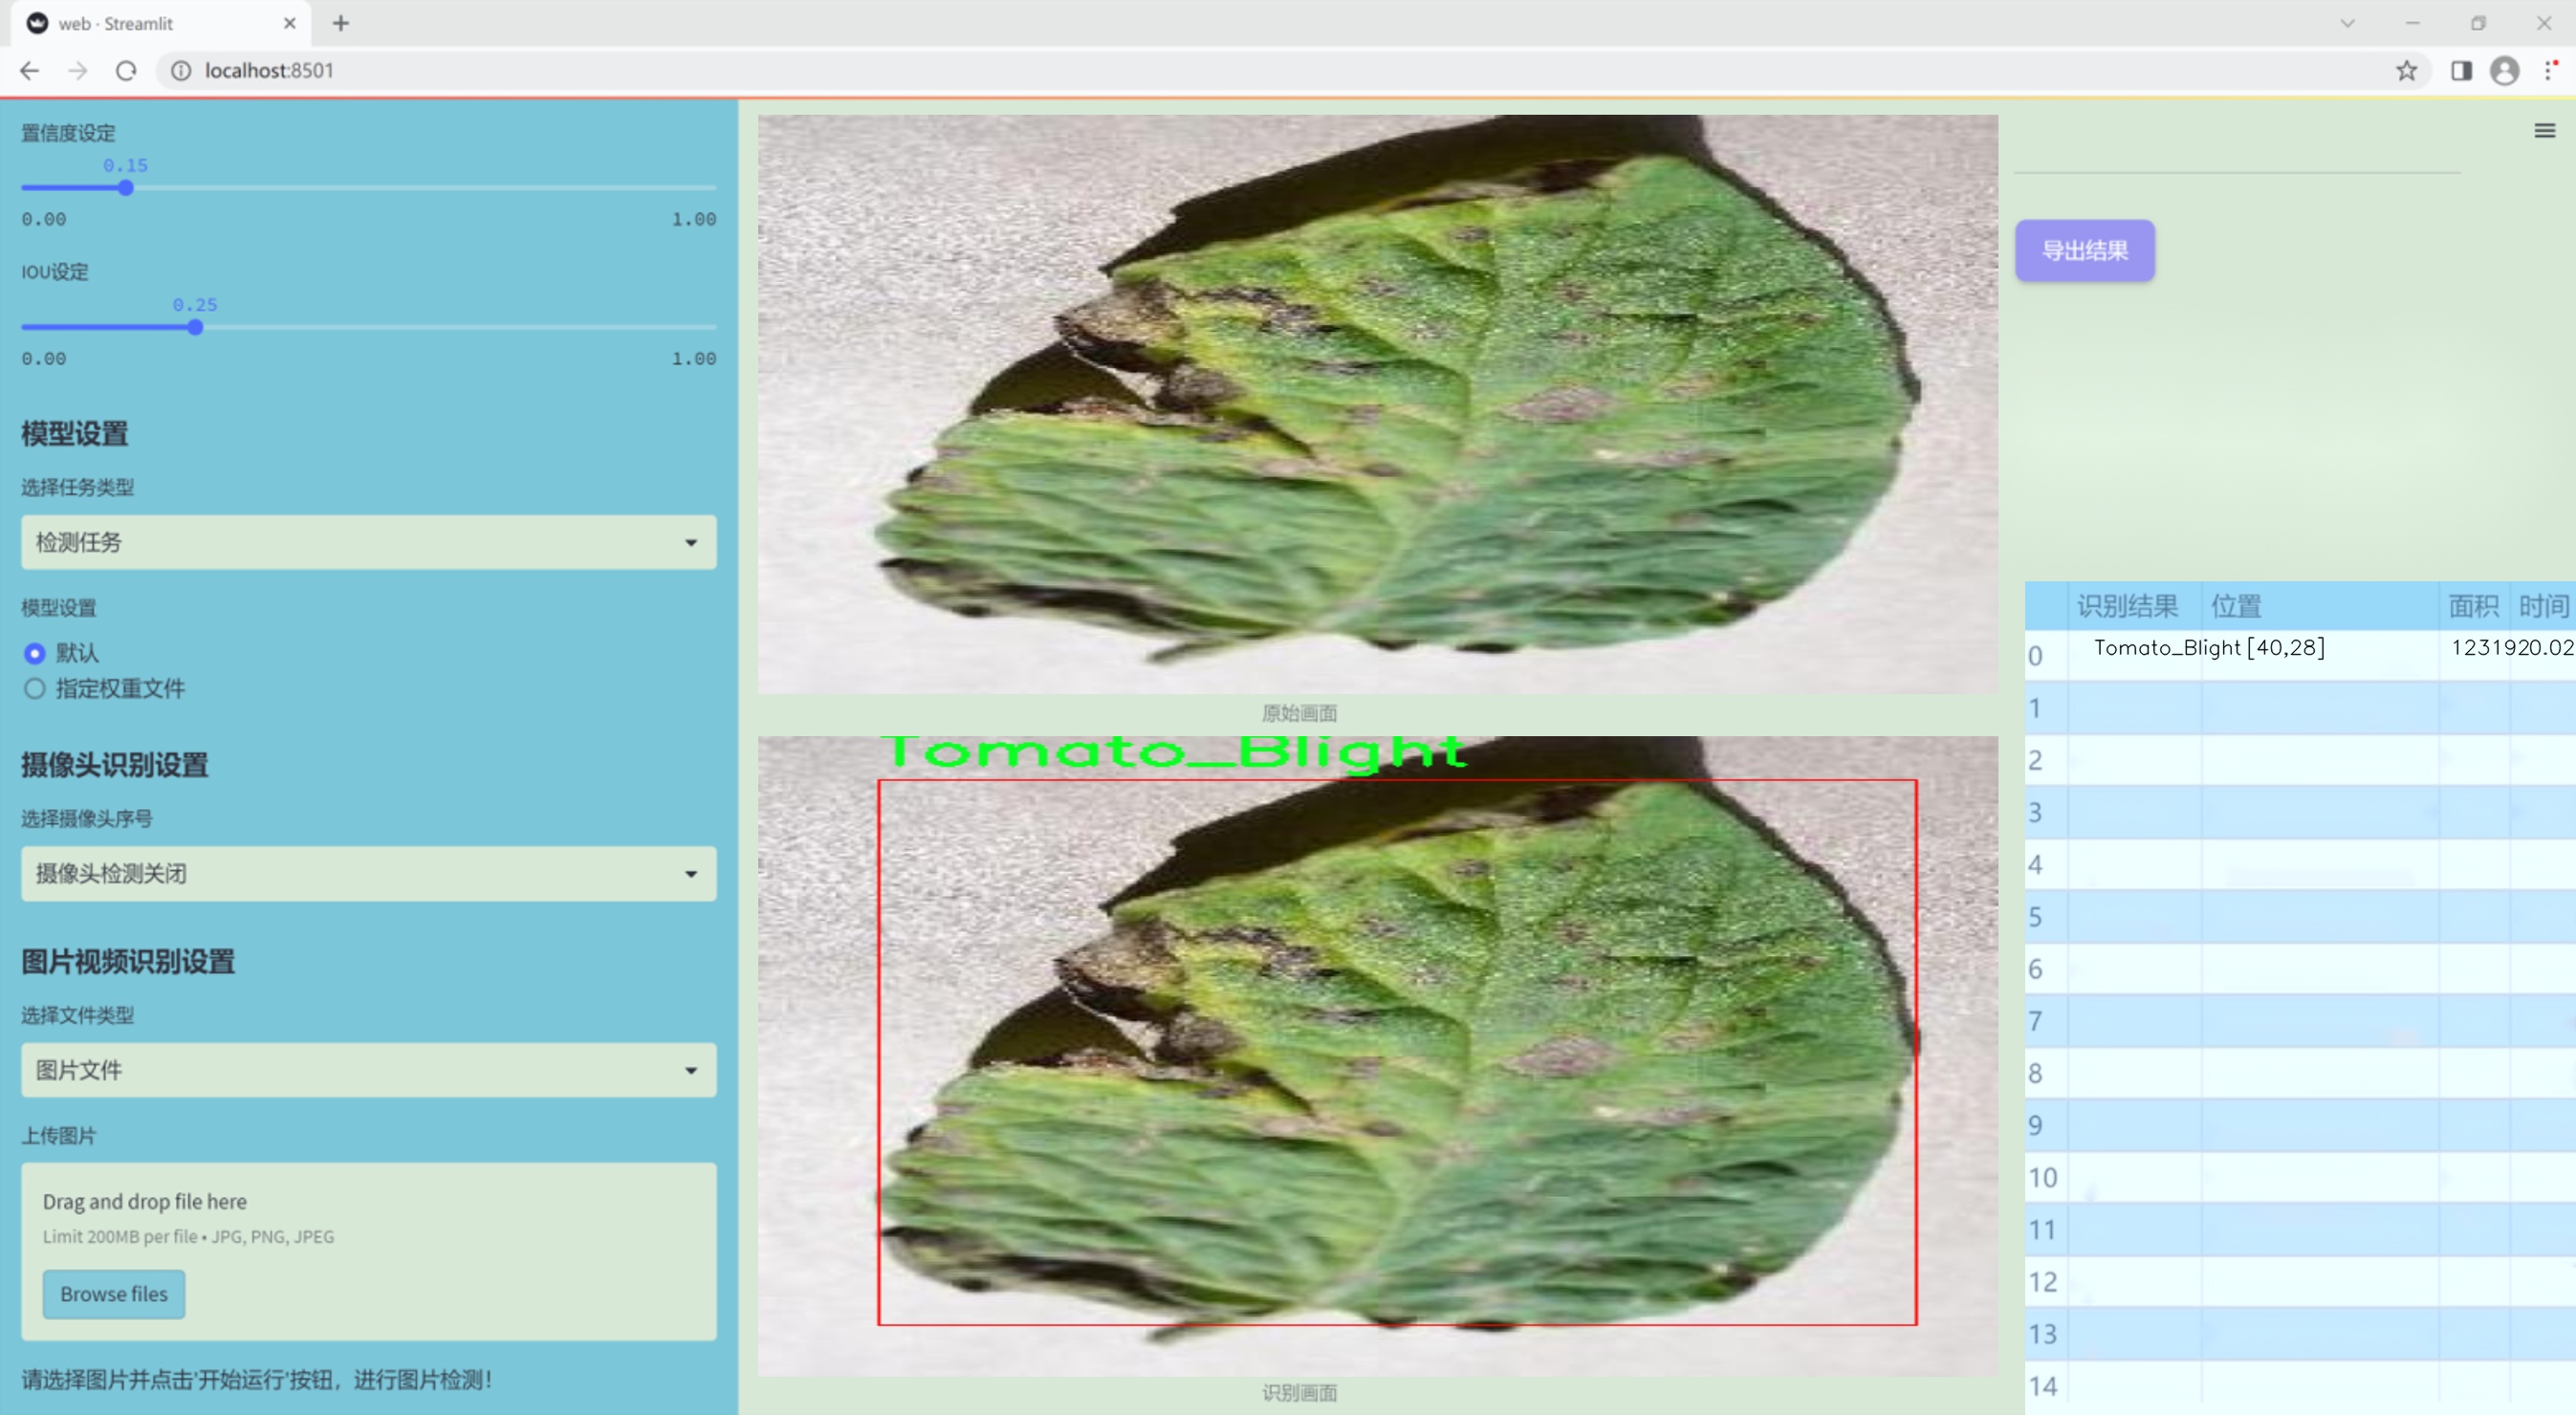 web · Streamlit
localhost:8501
置信度设定
0.15
0.00 1.00
IOU设定
0.25
0.00 1.00
模型设置
选择任务类型
检测任务
模型设置
默认
指定权重文件
摄像头识别设置
选择摄像头序号
摄像头检测关闭
图片视频识别设置
选择文件类型
图片文件
上传图片
Drag and drop file here
Limit 200MB per file • JPG, PNG, JPEG
Browse files
请选择图片并点击'开始运行'按钮，进行图片检测！
原始画面
Tomato_Blight
识别画面
导出结果
识别结果 位置 面积 时间
0 Tomato_Blight [40,28] 1231920.02
1
2
3
4
5
6
7
8
9
10
11
12
13
14